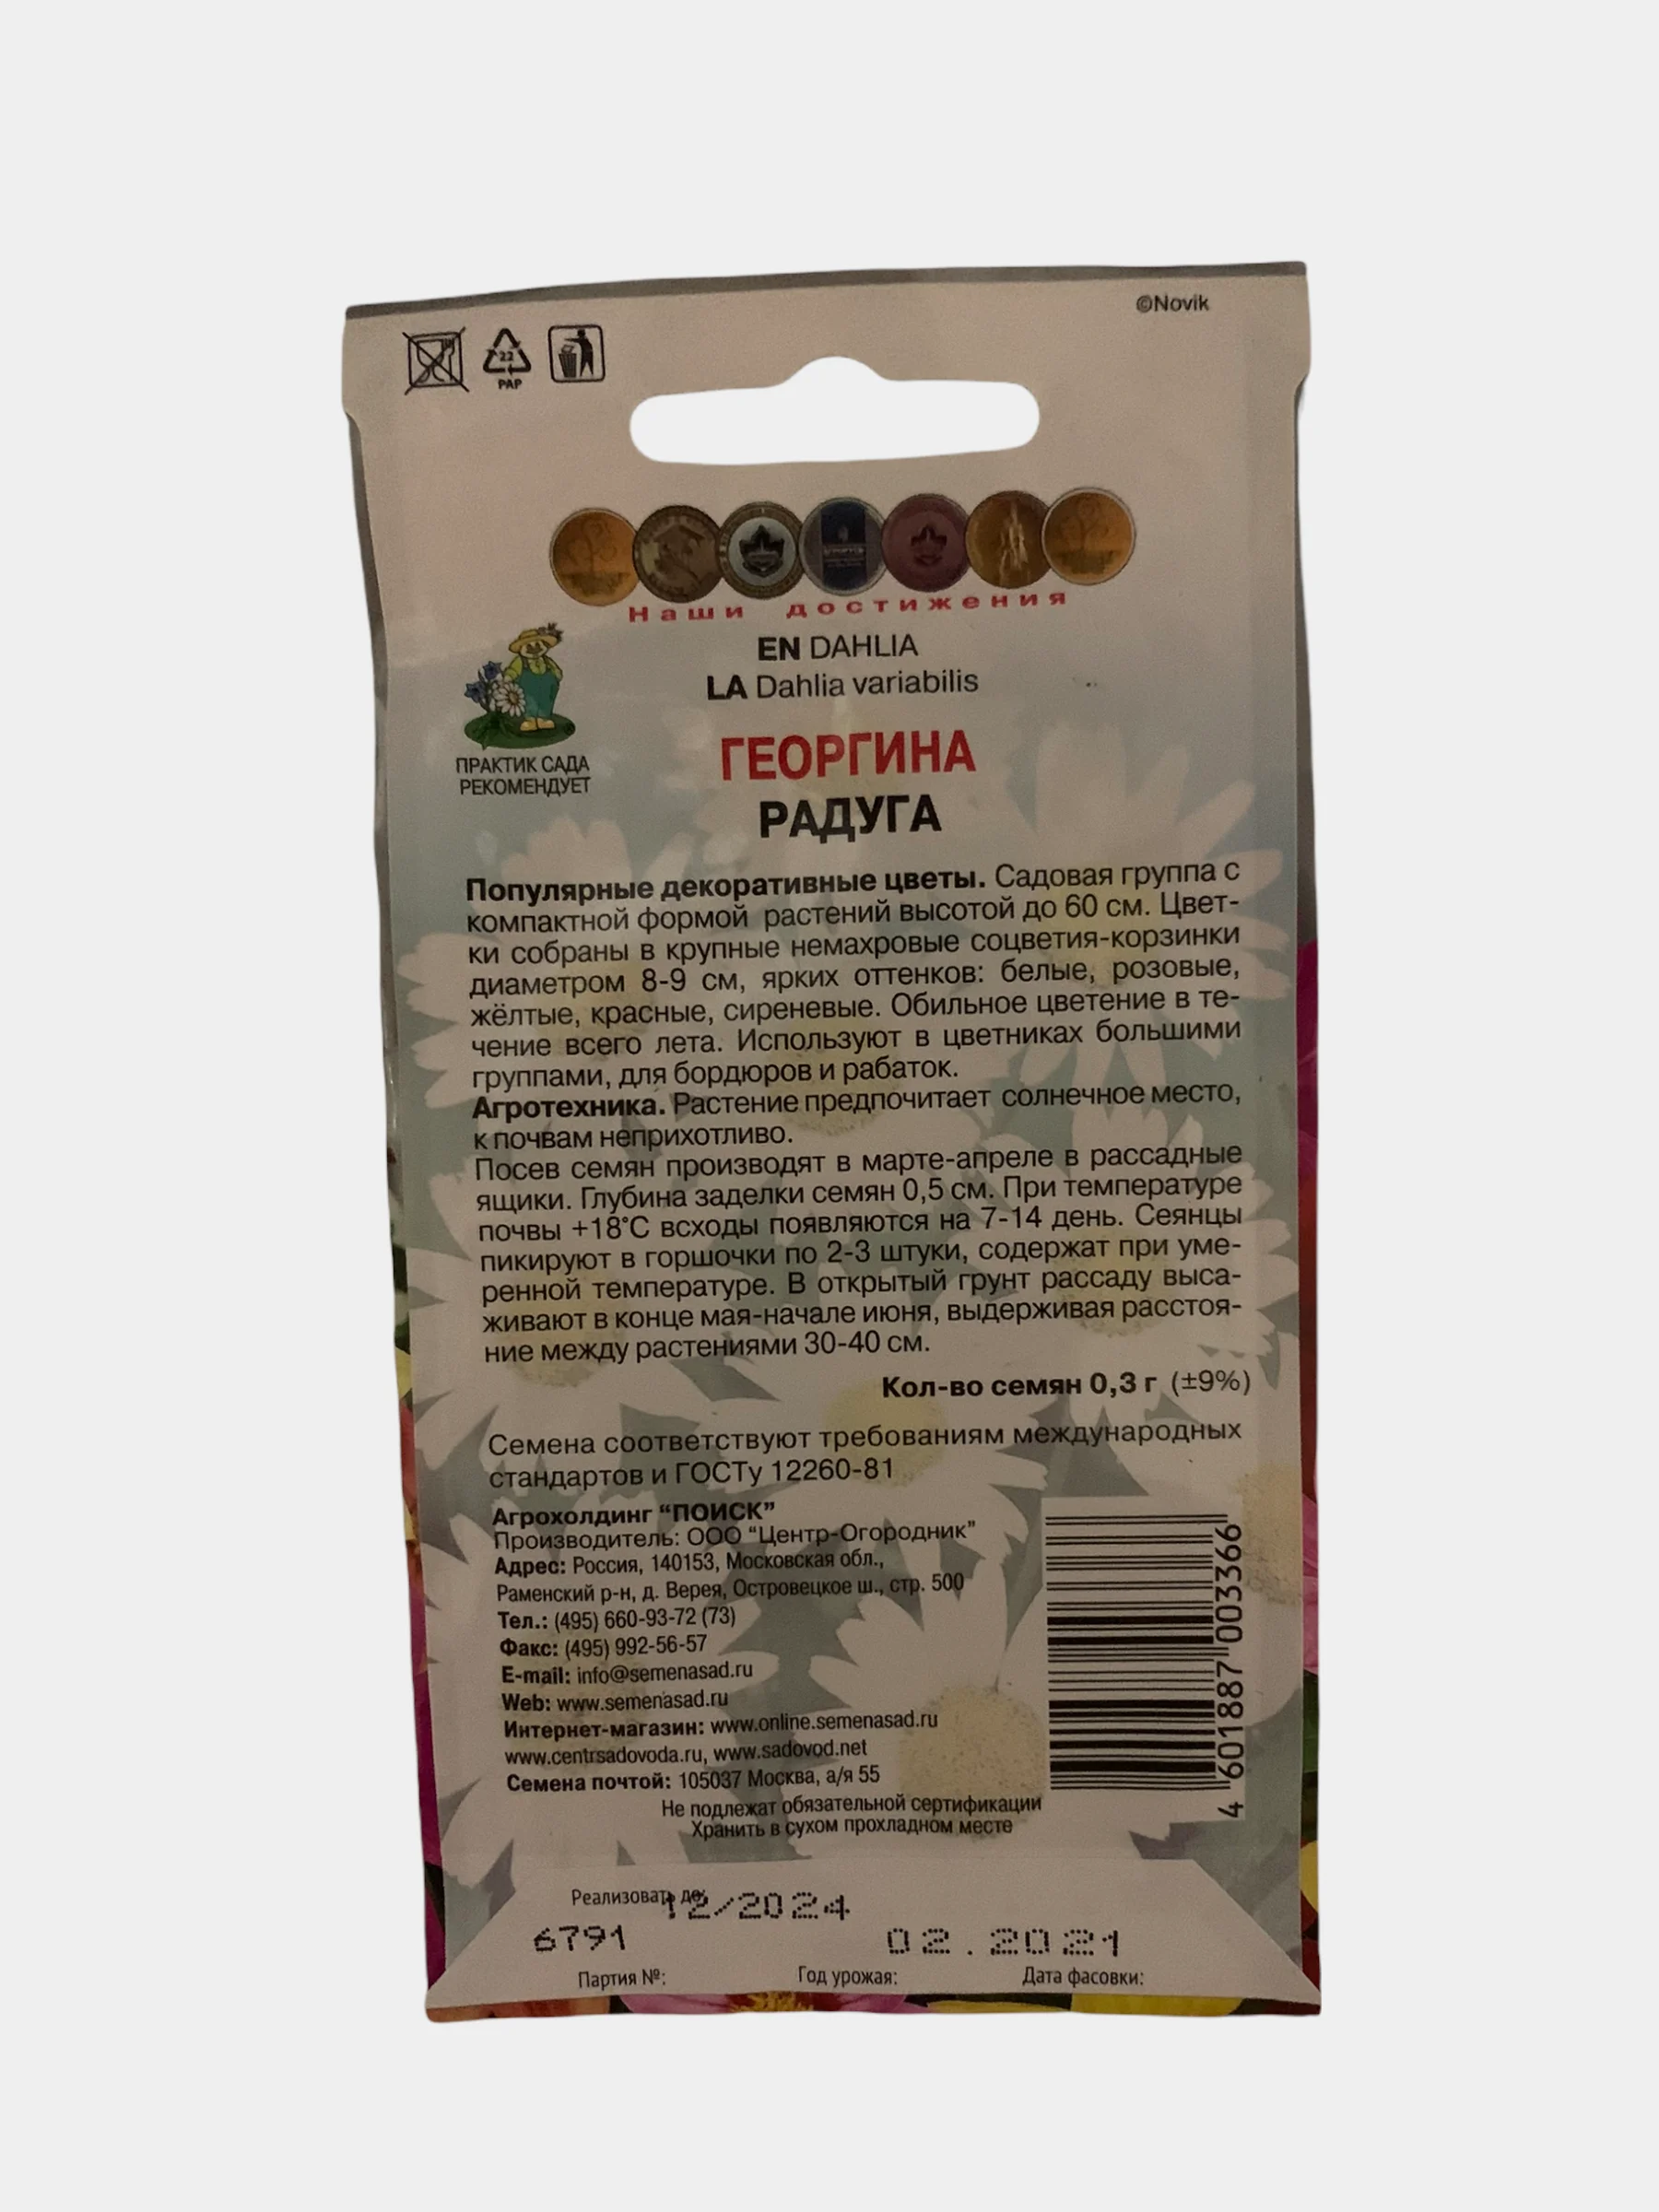 ©Novik
22
PAP
Наши достижения
EN DAHLIA
LA Dahlia variabilis
ПРАКТИК САДА
РЕКОМЕНДУЕТ
ГЕОРГИНА
РАДУГА
Популярные декоративные цветы. Садовая группа с
компактной формой растений высотой до 60 см. Цвет-
ки собраны в крупные немахровые соцветия-корзинки
диаметром 8-9 см, ярких оттенков: белые, розовые,
жёлтые, красные, сиреневые. Обильное цветение в те-
чение всего лета. Используют в цветниках большими
группами, для бордюров и рабаток.
Агротехника. Растение предпочитает солнечное место,
к почвам неприхотливо.
Посев семян производят в марте-апреле в рассадные
ящики. Глубина заделки семян 0,5 см. При температуре
почвы +18°С всходы появляются на 7-14 день. Сеянцы
пикируют в горшочки по 2-3 штуки, содержат при уме-
ренной температуре. В открытый грунт рассаду выса-
живают в конце мая-начале июня, выдерживая расстоя-
ние между растениями 30-40 см.
Кол-во семян 0,3 г (±9%)
Семена соответствуют требованиям международных
стандартов и ГОСТу 12260-81
Агрохолдинг “ПОИСК”
Производитель: ООО “Центр-Огородник”
Адрес: Россия, 140153, Московская обл.,
Раменский р-н, д. Верея, Островецкое ш., стр. 500
Тел.: (495) 660-93-72 (73)
Факс: (495) 992-56-57
E-mail: info@semenasad.ru
Web: www.semenasad.ru
Интернет-магазин: www.online.semenasad.ru
www.centrsadovoda.ru, www.sadovod.net
Семена почтой: 105037 Москва, а/я 55
Не подлежат обязательной сертификации
Хранить в сухом прохладном месте
4 601887 003366
Реализовать до: 12/2024
6791 02.2021
Партия №: Год урожая: Дата фасовки: